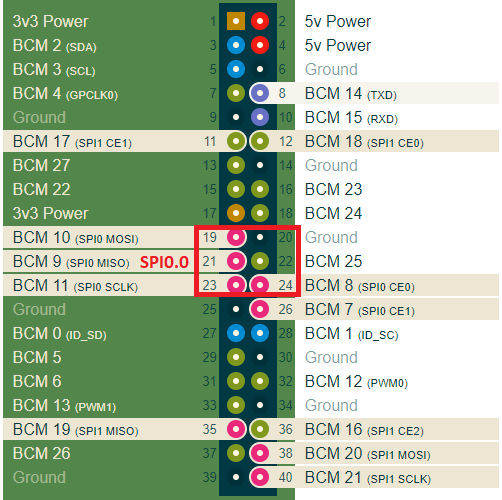 3v3 Power 1 2 5v Power
BCM 2 (SDA) 3 4 5v Power
BCM 3 (SCL) 5 6 Ground
BCM 4 (GPCLK0) 7 8 BCM 14 (TXD)
Ground 9 10 BCM 15 (RXD)
BCM 17 (SPI1 CE1) 11 12 BCM 18 (SPI1 CE0)
BCM 27 13 14 Ground
BCM 22 15 16 BCM 23
3v3 Power 17 18 BCM 24
BCM 10 (SPI0 MOSI) 19 20 Ground
BCM 9 (SPI0 MISO) SPI0.0 21 22 BCM 25
BCM 11 (SPI0 SCLK) 23 24 BCM 8 (SPI0 CE0)
Ground 25 26 BCM 7 (SPI0 CE1)
BCM 0 (ID_SD) 27 28 BCM 1 (ID_SC)
BCM 5 29 30 Ground
BCM 6 31 32 BCM 12 (PWM0)
BCM 13 (PWM1) 33 34 Ground
BCM 19 (SPI1 MISO) 35 36 BCM 16 (SPI1 CE2)
BCM 26 37 38 BCM 20 (SPI1 MOSI)
Ground 39 40 BCM 21 (SPI1 SCLK)